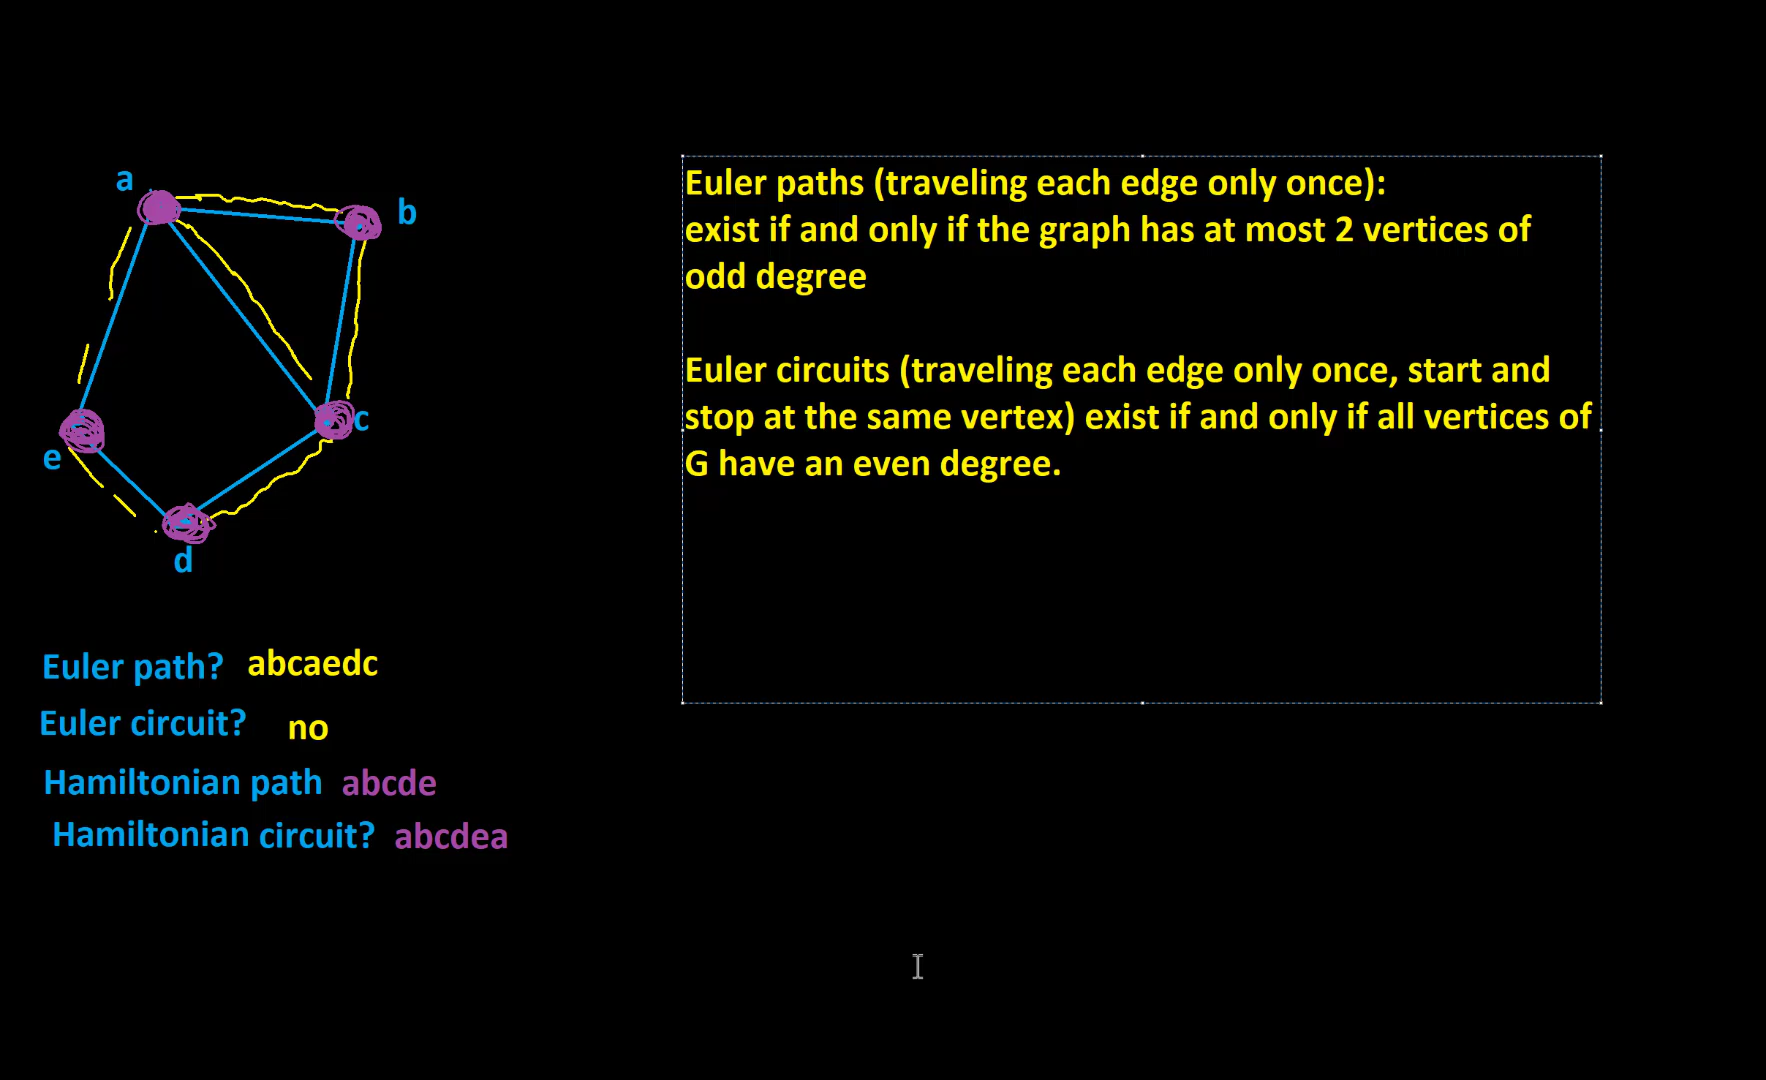 a
b
c
e
d
Euler path? abcaedc
Euler circuit? no
Hamiltonian path abcde
Hamiltonian circuit? abcdea
Euler paths (traveling each edge only once):
exist if and only if the graph has at most 2 vertices of
odd degree
Euler circuits (traveling each edge only once, start and
stop at the same vertex) exist if and only if all vertices of
G have an even degree.